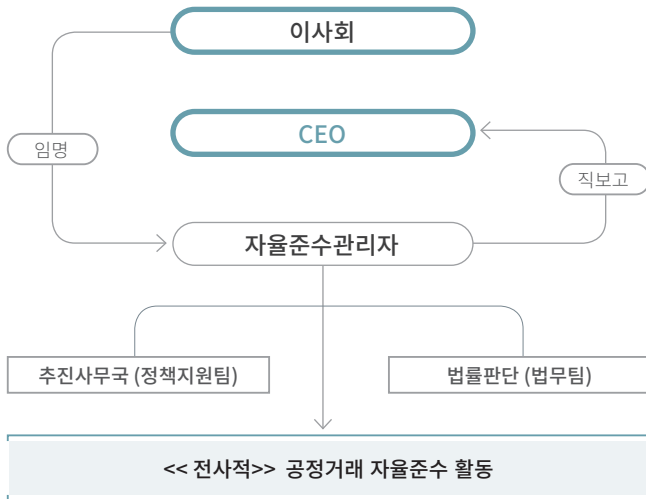 이사회
CEO
임명
직보고
자율준수관리자
추진사무국 (정책지원팀)
법률판단 (법무팀)
<< 전사적>> 공정거래 자율준수 활동